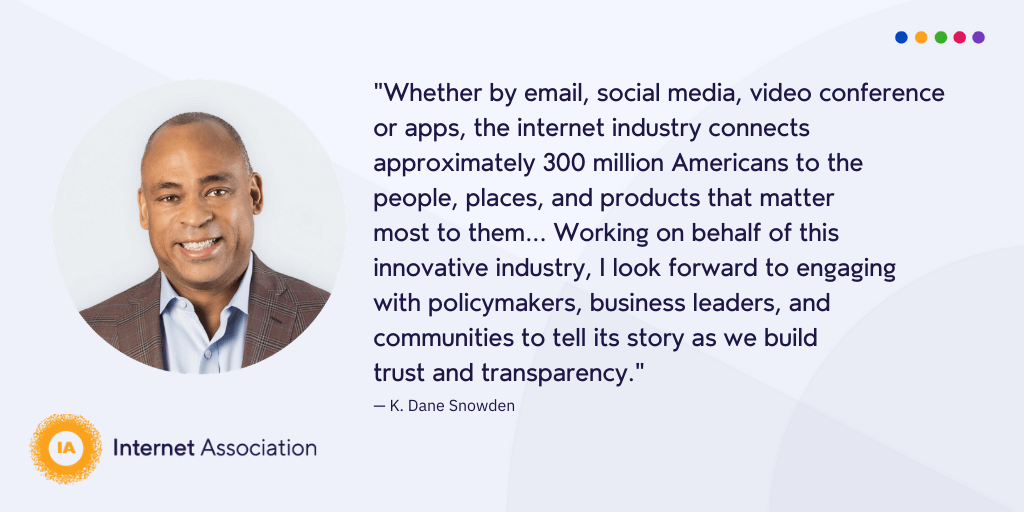 "Whether by email, social media, video conference
or apps, the internet industry connects
approximately 300 million Americans to the
people, places, and products that matter
most to them... Working on behalf of this
innovative industry, I look forward to engaging
with policymakers, business leaders, and
communities to tell its story as we build
trust and transparency."
— K. Dane Snowden
IA
Internet Association